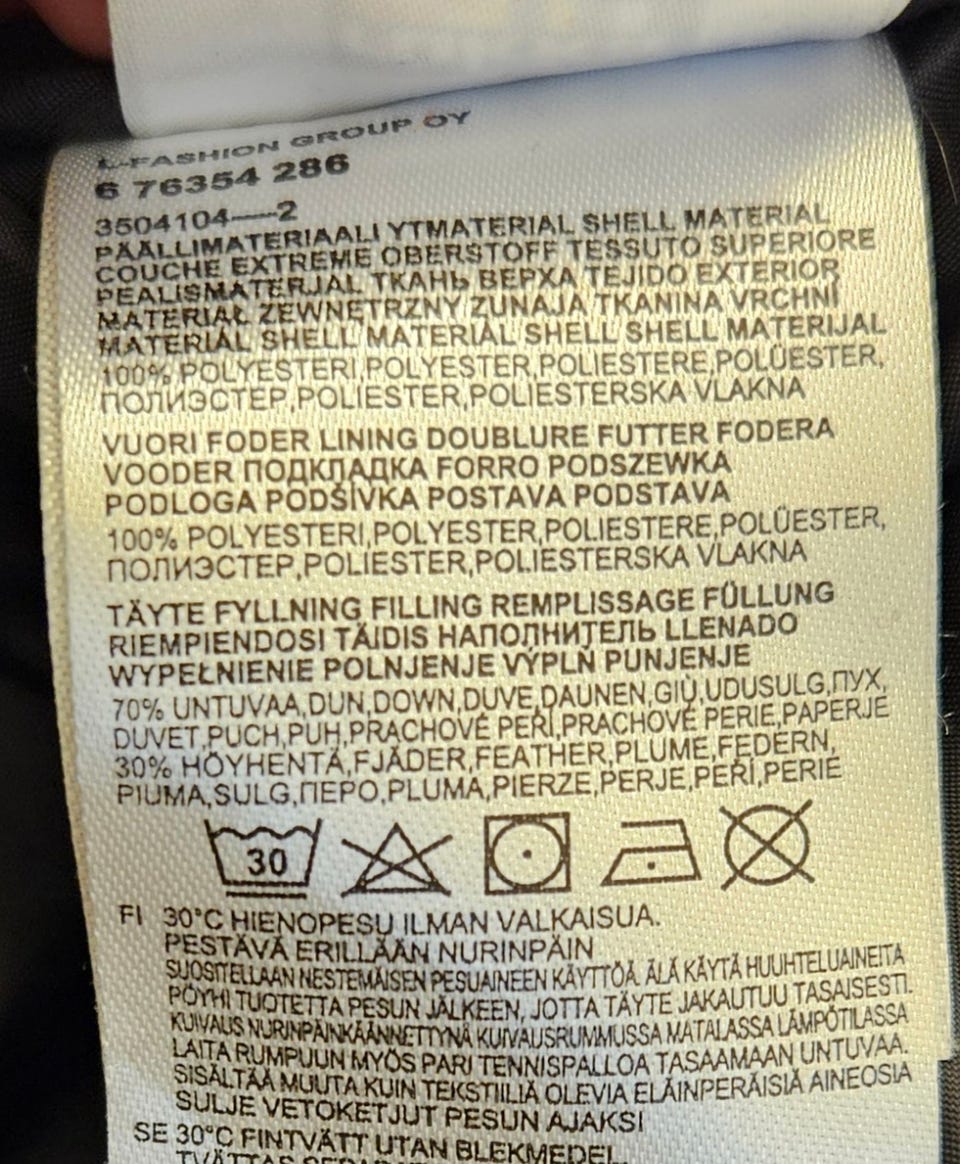 L-FASHION GROUP OY
6 76354 286
3504104----2
PÄÄLLIMATERIAALI YTMATERIAL SHELL MATERIAL
COUCHE EXTREME OBERSTOFF TESSUTO SUPERIORE
PEALISMATERJAL ТКАНЬ ВЕРХА TEJIDO EXTERIOR
MATERIAŁ ZEWNĘTRZNY ZUNAJA TKANINA VRCHNÍ
MATERIÁL SHELL MATERIÁL SHELL SHELL MATERIJAL
100% POLYESTERI,POLYESTER,POLIESTERE,POLÜESTER,
ПОЛИЭСТЕР,POLIESTER,POLIESTERSKA VLAKNA
VUORI FODER LINING DOUBLURE FUTTER FODERA
VOODER ПОДКЛАДКА FORRO PODSZEWKA
PODLOGA PODŠÍVKA POSTAVA PODSTAVA
100% POLYESTERI,POLYESTER,POLIESTERE,POLÜESTER,
ПОЛИЭСТЕР,POLIESTER,POLIESTERSKA VLAKNA
TÄYTE FYLLNING FILLING REMPLISSAGE FÜLLUNG
RIEMPIENDOSI TÄIDIS НАПОЛНИТЕЛЬ LLENADO
WYPEŁNIENIE POLNJENJE VÝPLŇ PUNJENJE
70% UNTUVAA,DUN,DOWN,DUVE,DAUNEN,GIÙ,UDUSULG,ПУХ,
DUVET,PUCH,PUH,PRACHOVÉ PEŘÍ,PRACHOVÉ PERIE,PAPERJE
30% HÖYHENTÄ,FJÄDER,FEATHER,PLUME,FEDERN,
PIUMA,SULG,ПЕРО,PLUMA,PIERZE,PERJE,PEŘÍ,PERIE
30
FI 30°C HIENOPESU ILMAN VALKAISUA.
PESTÄVÄ ERILLÄÄN NURINPÄIN
SUOSITELLAAN NESTEMÄISEN PESUAINEEN KÄYTTÖÄ. ÄLÄ KÄYTÄ HUUHTELUAINEITA
PÖYHI TUOTETTA PESUN JÄLKEEN, JOTTA TÄYTE JAKAUTUU TASAISESTI.
KUIVAUS NURINPÄINKÄÄNNETTYNÄ KUIVAUSRUMMUSSA MATALASSA LÄMPÖTILASSA
LAITA RUMPUUN MYÖS PARI TENNISPALLOA TASAAMAAN UNTUVAA.
SISÄLTÄÄ MUUTA KUIN TEKSTIILIÄ OLEVIA ELÄINPERÄISIÄ AINEOSIA
SULJE VETOKETJUT PESUN AJAKSI
SE 30°C FINTVÄTT UTAN BLEKMEDEL.
TVÄTTAS